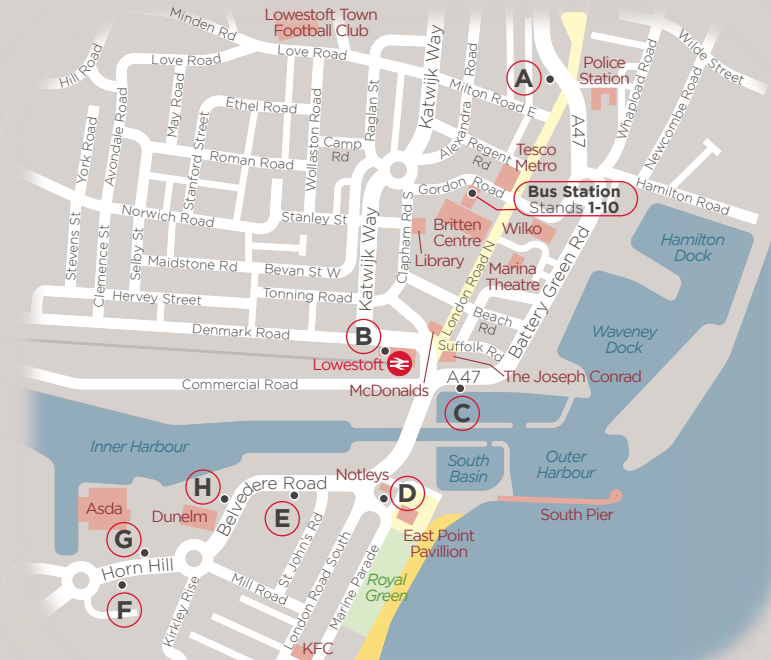 Minden Rd
Lowestoft Town
Football Club
Love Road
Love Road
Hill Road
Katwijk Way
Raglan St
Alexandra Road
Milton Road E
A
Police
Station
Wilde Street
Whapload Road
Newcombe Road
A47
York Road
Avondale Road
May Road
Stanford Street
Ethel Road
Wollaston Road
Camp
Rd
Roman Road
Regent
Rd
Tesco
Metro
Gordon Road
Bus Station
Stands 1-10
Hamilton Road
Norwich Road
Stanley St
Clapham Rd S
Britten
Centre
Wilko
Library
Hamilton
Dock
Stevens St
Clemence St
Selby St
Maidstone Rd
Bevan St W
Katwijk Way
London Road N
Marina
Theatre
Battery Green Rd
Hervey Street
Tonning Road
Beach
Rd
Waveney
Dock
Denmark Road
B
Suffolk Rd
Lowestoft
Commercial Road
McDonalds
A47
The Joseph Conrad
C
Inner Harbour
South
Basin
Outer
Harbour
Notleys
H
Belvedere Road
D
Asda
Dunelm
E
South Pier
East Point
Pavillion
G
Horn Hill
F
Kirkley Rise
Mill Road
St John's Rd
London Road South
Marine Parade
Royal
Green
KFC